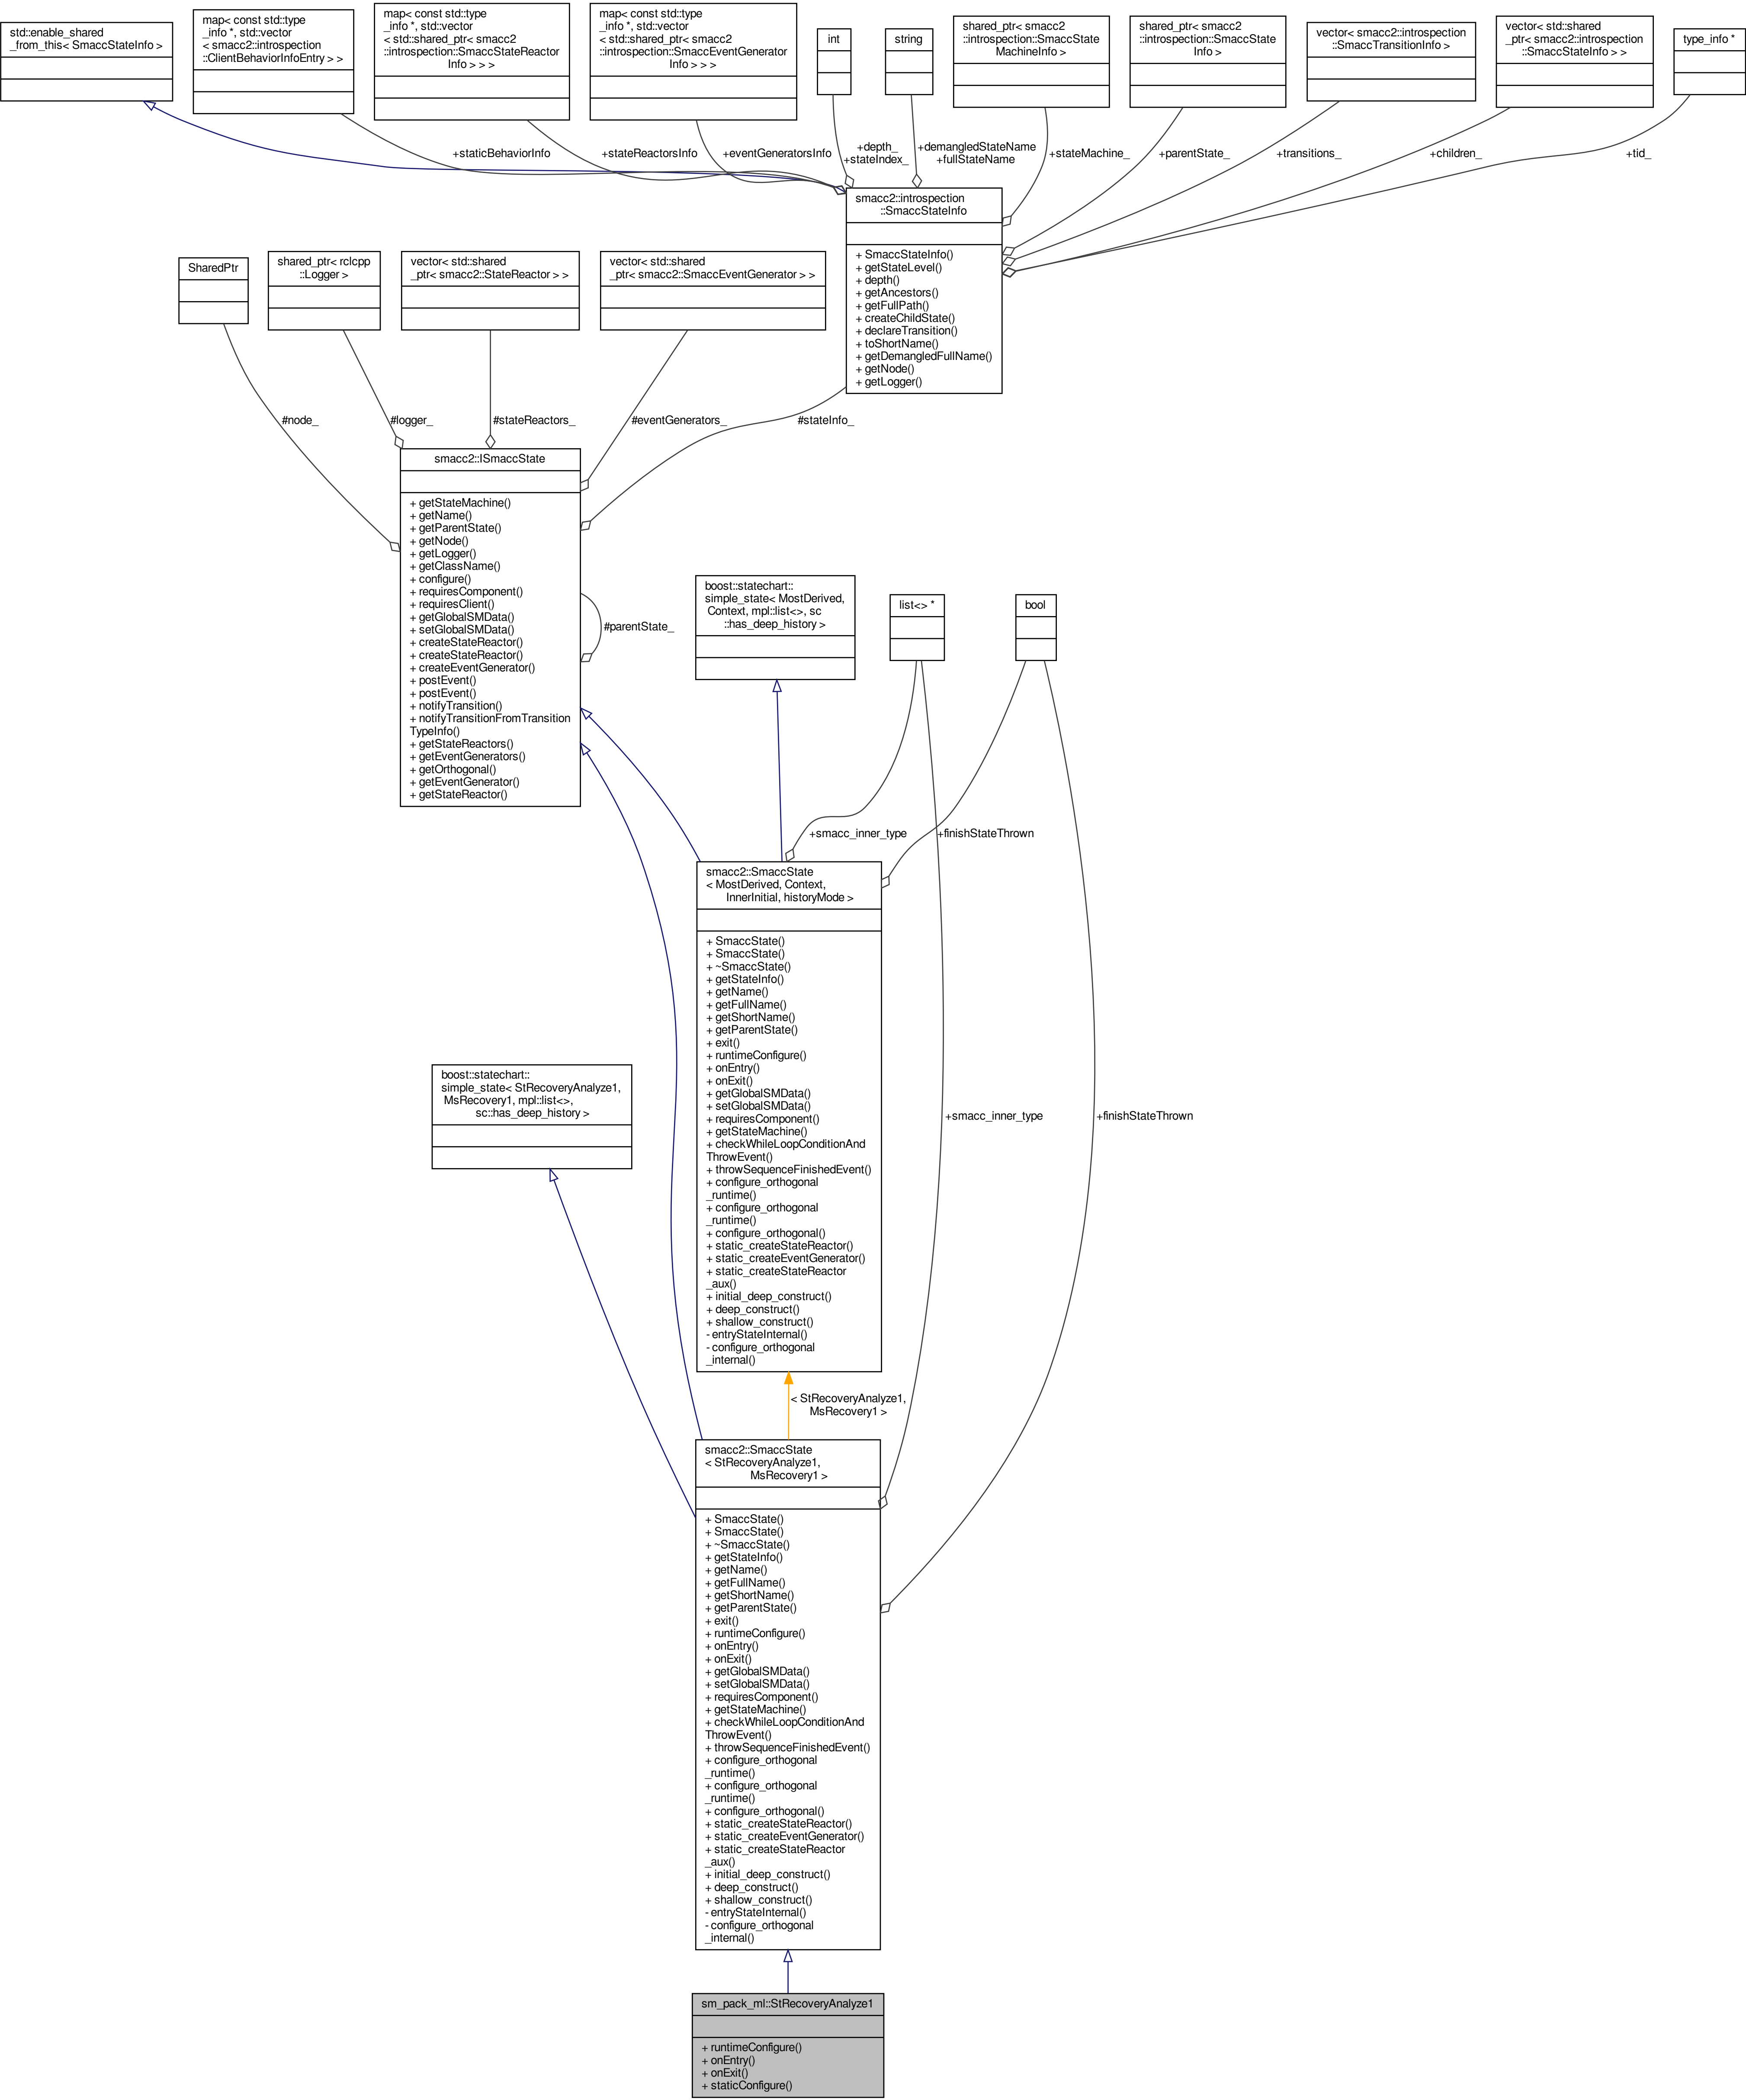 std::enable_shared
_from_this< SmaccStateInfo >
map< const std::type
_info *, std::vector
< smacc2::introspection
::ClientBehaviorInfoEntry > >
map< const std::type
_info *, std::vector
< std::shared_ptr< smacc2
::introspection::SmaccStateReactor
Info > > >
map< const std::type
_info *, std::vector
< std::shared_ptr< smacc2
::introspection::SmaccEventGenerator
Info > > >
int
string
shared_ptr< smacc2
::introspection::SmaccState
MachineInfo >
shared_ptr< smacc2
::introspection::SmaccState
Info >
vector< smacc2::introspection
::SmaccTransitionInfo >
vector< std::shared
_ptr< smacc2::introspection
::SmaccStateInfo > >
type_info *
+staticBehaviorInfo
+stateReactorsInfo
+eventGeneratorsInfo
+depth_
+stateIndex_
+demangledStateName
+fullStateName
+stateMachine_
+parentState_
+transitions_
+children_
+tid_
smacc2::introspection
::SmaccStateInfo
+ SmaccStateInfo()
+ getStateLevel()
+ depth()
+ getAncestors()
+ getFullPath()
+ createChildState()
+ declareTransition()
+ toShortName()
+ getDemangledFullName()
+ getNode()
+ getLogger()
SharedPtr
shared_ptr< rclcpp
::Logger >
vector< std::shared
_ptr< smacc2::StateReactor > >
vector< std::shared
_ptr< smacc2::SmaccEventGenerator > >
#node_
#logger_
#stateReactors_
#eventGenerators_
#stateInfo_
smacc2::ISmaccState
+ getStateMachine()
+ getName()
+ getParentState()
+ getNode()
+ getLogger()
+ getClassName()
+ configure()
+ requiresComponent()
+ requiresClient()
+ getGlobalSMData()
+ setGlobalSMData()
+ createStateReactor()
+ createStateReactor()
+ createEventGenerator()
+ postEvent()
+ postEvent()
+ notifyTransition()
+ notifyTransitionFromTransition
TypeInfo()
+ getStateReactors()
+ getEventGenerators()
+ getOrthogonal()
+ getEventGenerator()
+ getStateReactor()
#parentState_
boost::statechart::
simple_state< MostDerived,
Context, mpl::list<>, sc
::has_deep_history >
list<> *
bool
+smacc_inner_type
+finishStateThrown
smacc2::SmaccState
< MostDerived, Context,
InnerInitial, historyMode >
+ SmaccState()
+ SmaccState()
+ ~SmaccState()
+ getStateInfo()
+ getName()
+ getFullName()
+ getShortName()
+ getParentState()
+ exit()
+ runtimeConfigure()
+ onEntry()
+ onExit()
+ getGlobalSMData()
+ setGlobalSMData()
+ requiresComponent()
+ getStateMachine()
+ checkWhileLoopConditionAnd
ThrowEvent()
+ throwSequenceFinishedEvent()
+ configure_orthogonal
_runtime()
+ configure_orthogonal
_runtime()
+ configure_orthogonal()
+ static_createStateReactor()
+ static_createEventGenerator()
+ static_createStateReactor
_aux()
+ initial_deep_construct()
+ deep_construct()
+ shallow_construct()
- entryStateInternal()
- configure_orthogonal
_internal()
boost::statechart::
simple_state< StRecoveryAnalyze1,
MsRecovery1, mpl::list<>,
sc::has_deep_history >
+smacc_inner_type
+finishStateThrown
< StRecoveryAnalyze1,
MsRecovery1 >
smacc2::SmaccState
< StRecoveryAnalyze1,
MsRecovery1 >
+ SmaccState()
+ SmaccState()
+ ~SmaccState()
+ getStateInfo()
+ getName()
+ getFullName()
+ getShortName()
+ getParentState()
+ exit()
+ runtimeConfigure()
+ onEntry()
+ onExit()
+ getGlobalSMData()
+ setGlobalSMData()
+ requiresComponent()
+ getStateMachine()
+ checkWhileLoopConditionAnd
ThrowEvent()
+ throwSequenceFinishedEvent()
+ configure_orthogonal
_runtime()
+ configure_orthogonal
_runtime()
+ configure_orthogonal()
+ static_createStateReactor()
+ static_createEventGenerator()
+ static_createStateReactor
_aux()
+ initial_deep_construct()
+ deep_construct()
+ shallow_construct()
- entryStateInternal()
- configure_orthogonal
_internal()
sm_pack_ml::StRecoveryAnalyze1
+ runtimeConfigure()
+ onEntry()
+ onExit()
+ staticConfigure()